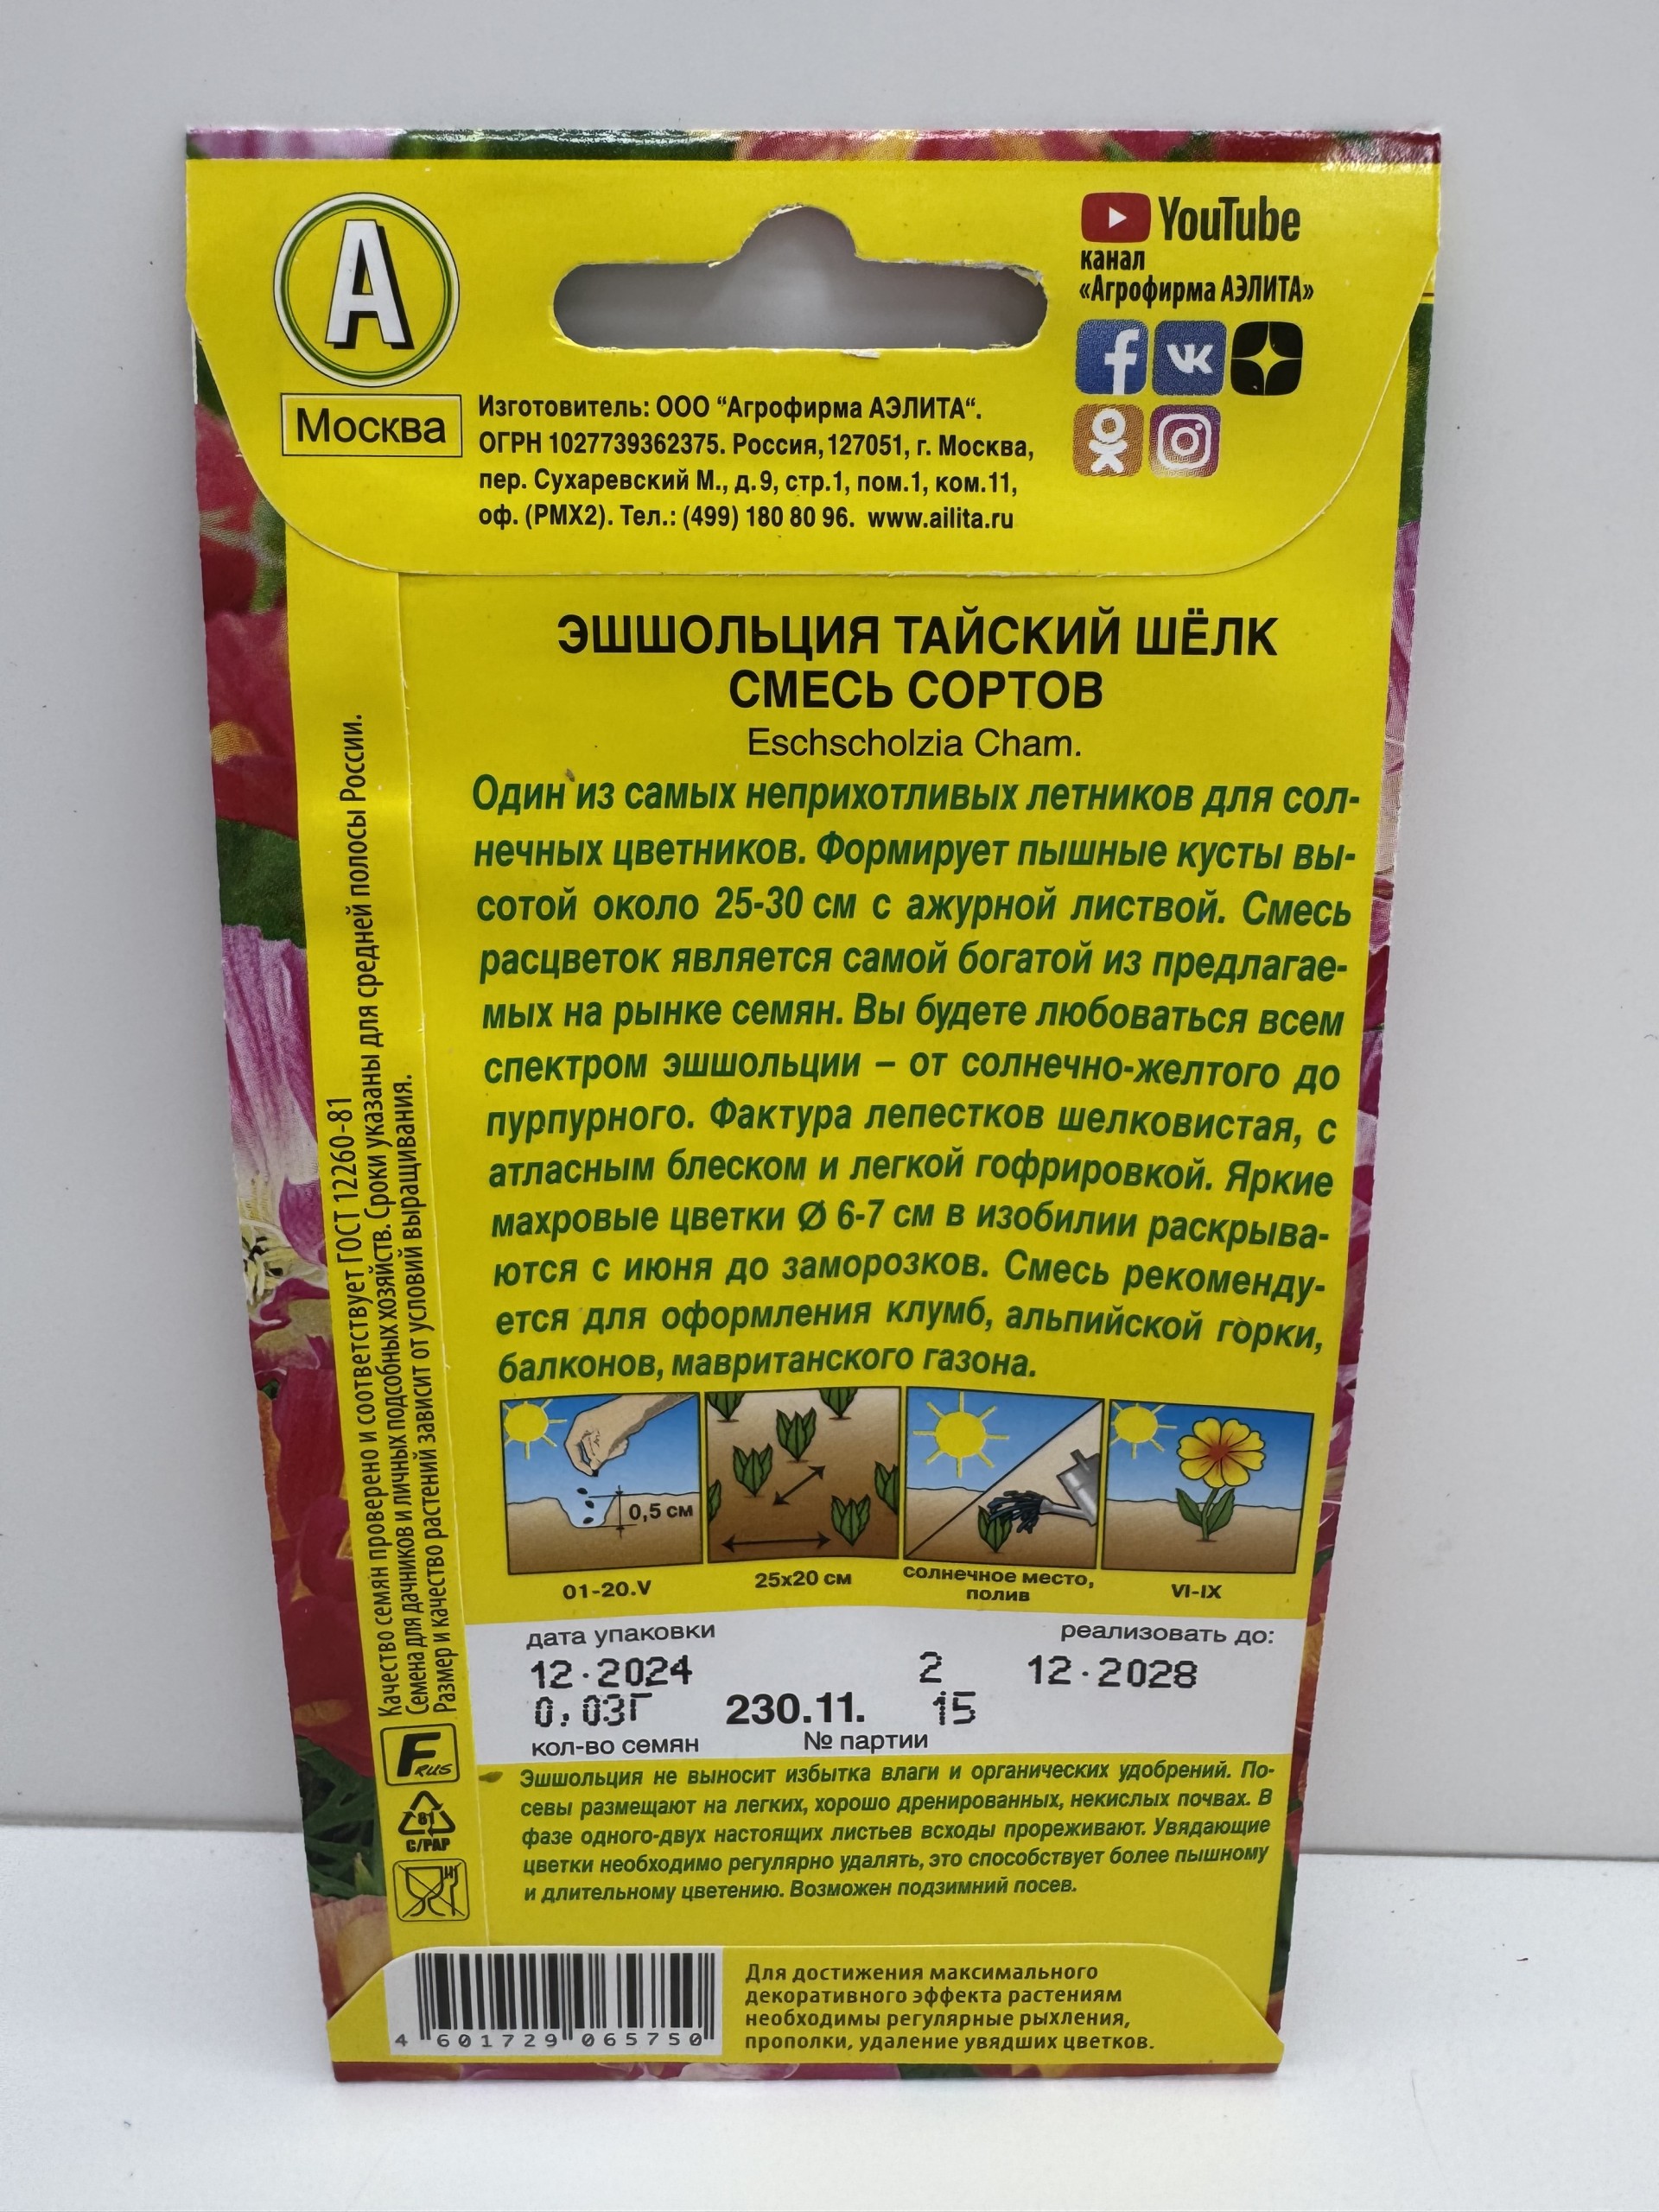 A
Москва
YouTube
канал
«Агрофирма АЭЛИТА»
Изготовитель: ООО “Агрофирма АЭЛИТА“.
ОГРН 1027739362375. Россия, 127051, г. Москва,
пер. Сухаревский М., д.9, стр.1, пом.1, ком.11,
оф. (РМХ2). Тел.: (499) 180 80 96. www.ailita.ru
ЭШШОЛЬЦИЯ ТАЙСКИЙ ШЁЛК
СМЕСЬ СОРТОВ
Eschscholzia Cham.
Один из самых неприхотливых летников для сол-
нечных цветников. Формирует пышные кусты вы-
сотой около 25-30 см с ажурной листвой. Смесь
расцветок является самой богатой из предлагае-
мых на рынке семян. Вы будете любоваться всем
спектром эшшольции – от солнечно-желтого до
пурпурного. Фактура лепестков шелковистая, с
атласным блеском и легкой гофрировкой. Яркие
махровые цветки Ø 6-7 см в изобилии раскрыва-
ются с июня до заморозков. Смесь рекоменду-
ется для оформления клумб, альпийской горки,
балконов, мавританского газона.
0,5 см
01-20.V
25x20 см
солнечное место,
полив
VI-IX
дата упаковки
реализовать до:
12.2024
2
12.2028
0,03Г
230.11.
15
кол-во семян
№ партии
Эшшольция не выносит избытка влаги и органических удобрений. По-
севы размещают на легких, хорошо дренированных, некислых почвах. В
фазе одного-двух настоящих листьев всходы прореживают. Увядающие
цветки необходимо регулярно удалять, это способствует более пышному
и длительному цветению. Возможен подзимний посев.
Качество семян проверено и соответствует ГОСТ 12260-81
Семена для дачников и личных подсобных хозяйств. Сроки указаны для средней полосы России.
Размер и качество растений зависит от условий выращивания.
F RUS
81
C/PAP
4 601729 065750
Для достижения максимального
декоративного эффекта растениям
необходимы регулярные рыхления,
прополки, удаление увядших цветков.